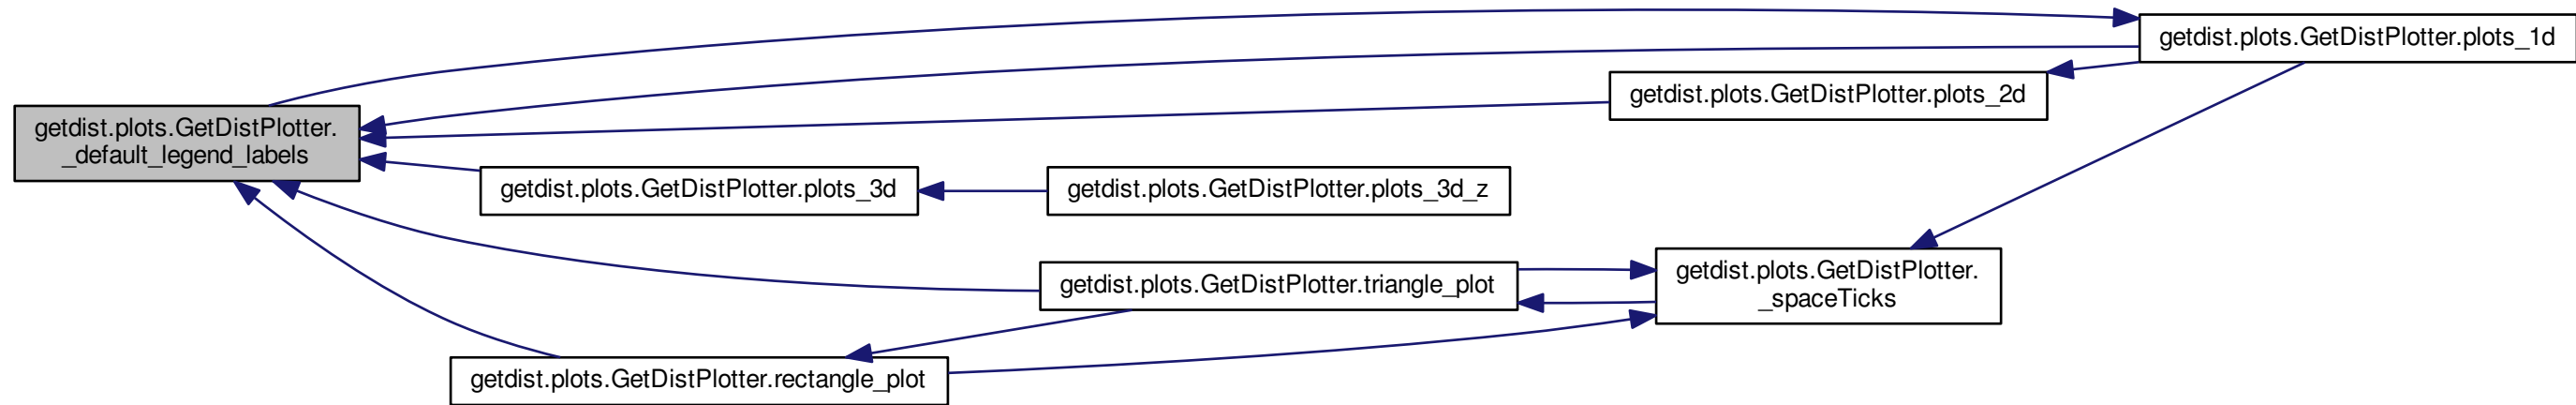 getdist.plots.GetDistPlotter.plots_1d
getdist.plots.GetDistPlotter.plots_2d
getdist.plots.GetDistPlotter.
_default_legend_labels
getdist.plots.GetDistPlotter.plots_3d
getdist.plots.GetDistPlotter.plots_3d_z
getdist.plots.GetDistPlotter.triangle_plot
getdist.plots.GetDistPlotter.
_spaceTicks
getdist.plots.GetDistPlotter.rectangle_plot